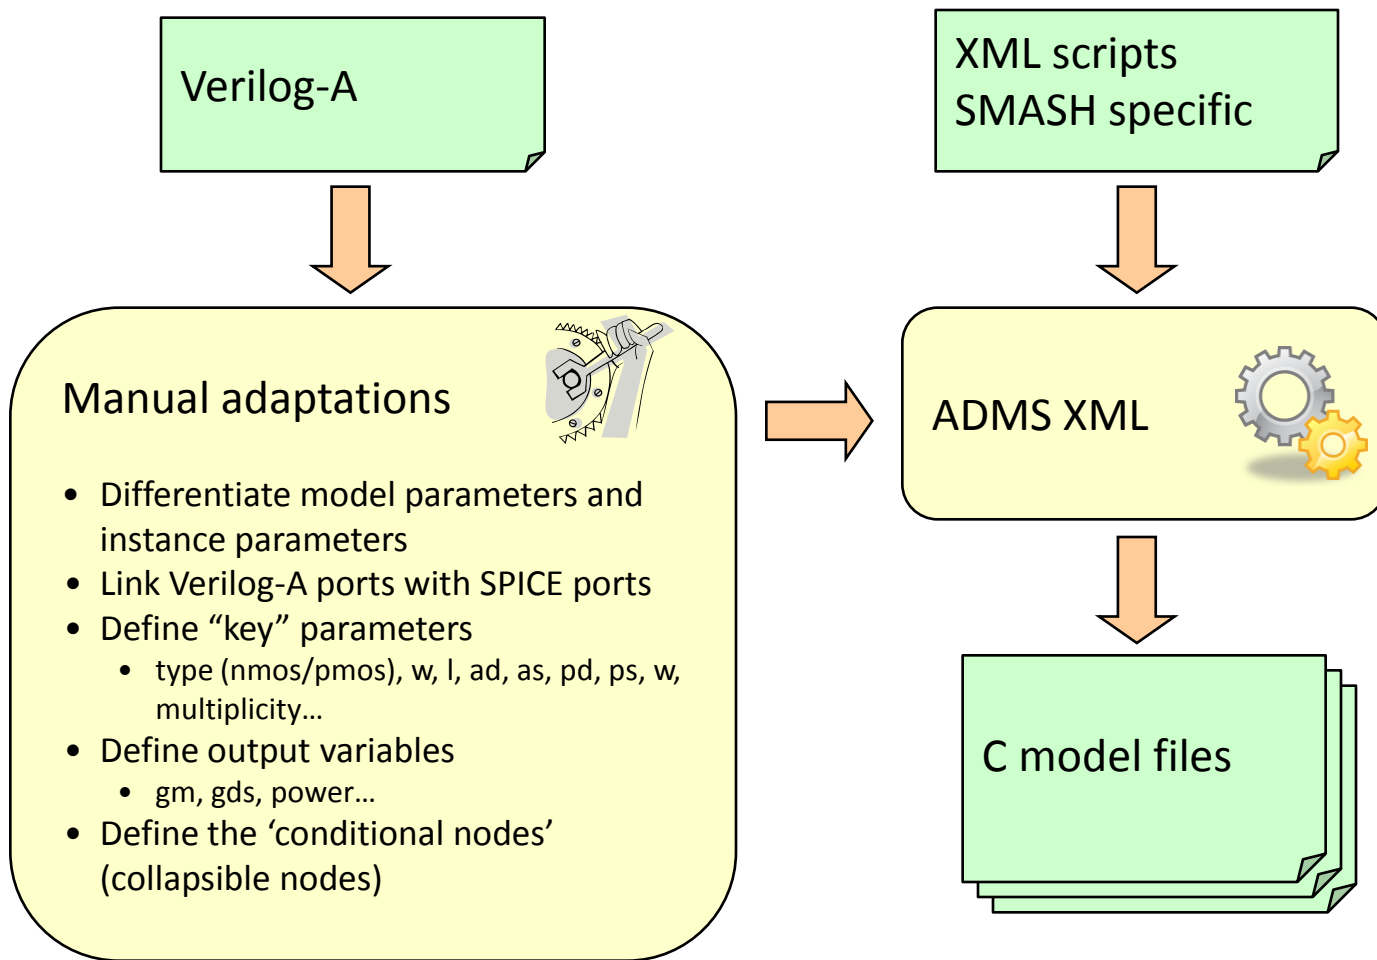 Verilog-A
XML scripts
SMASH specific
Manual adaptations
• Differentiate model parameters and
instance parameters
• Link Verilog-A ports with SPICE ports
• Define “key” parameters
• type (nmos/pmos), w, l, ad, as, pd, ps, w,
multiplicity…
• Define output variables
• gm, gds, power…
• Define the ‘conditional nodes’
(collapsible nodes)
ADMS XML
C model files